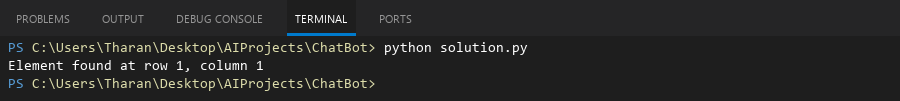 PROBLEMS OUTPUT DEBUG CONSOLE TERMINAL PORTS
PS C:\Users\Tharan\Desktop\AIProjects\ChatBot> python solution.py
Element found at row 1, column 1
PS C:\Users\Tharan\Desktop\AIProjects\ChatBot>